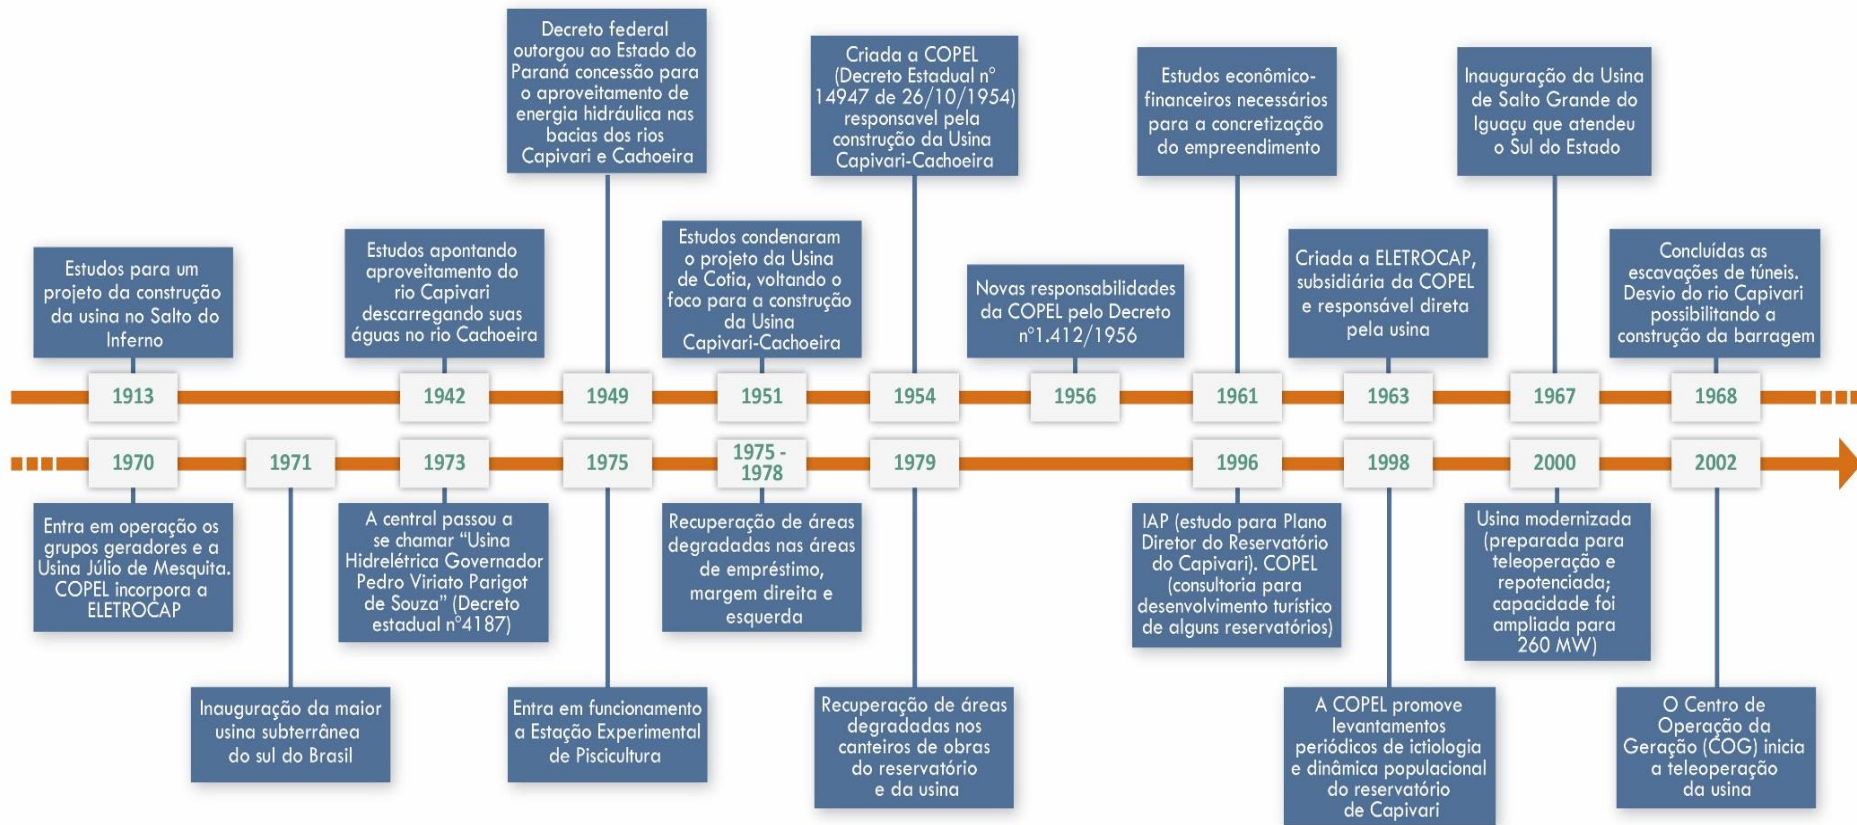 Estudos para um
projeto da construção
da usina no Salto do
Inferno
1913
Estudos apontando
aproveitamento do
rio Capivari
descarregando suas
águas no rio Cachoeira
1942
Decreto federal
outorgou ao Estado do
Paraná concessão para
o aproveitamento de
energia hidráulica nas
bacias dos rios
Capivari e Cachoeira
1949
Estudos condenaram
o projeto da Usina
de Cotia, voltando o
foco para a construção
da Usina
Capivari-Cachoeira
1951
Criada a COPEL
(Decreto Estadual n°
14947 de 26/10/1954)
responsavel pela
construção da Usina
Capivari-Cachoeira
1954
Novas responsabilidades
da COPEL pelo Decreto
n°1.412/1956
1956
Estudos econômico-
financeiros necessários
para a concretização
do empreendimento
1961
Criada a ELETROCAP,
subsidiária da COPEL
e responsável direta
pela usina
1963
Inauguração da Usina
de Salto Grande do
Iguaçu que atendeu
o Sul do Estado
1967
Concluídas as
escavações de túneis.
Desvio do rio Capivari
possibilitando a
construção da barragem
1968
1970
Entra em operação os
grupos geradores e a
Usina Júlio de Mesquita.
COPEL incorpora a
ELETROCAP
1971
Inauguração da maior
usina subterrânea
do sul do Brasil
1973
A central passou a
se chamar “Usina
Hidrelétrica Governador
Pedro Viriato Parigot
de Souza” (Decreto
estadual n°4187)
1975
Entra em funcionamento
a Estação Experimental
de Piscicultura
1975 -
1978
Recuperação de áreas
degradadas nas áreas
de empréstimo,
margem direita e
esquerda
1979
Recuperação de áreas
degradadas nos
canteiros de obras
do reservatório
e da usina
1996
IAP (estudo para Plano
Diretor do Reservatório
do Capivari). COPEL
(consultoria para
desenvolvimento turístico
de alguns reservatórios)
1998
A COPEL promove
levantamentos
periódicos de ictiologia
e dinâmica populacional
do reservatório
de Capivari
2000
Usina modernizada
(preparada para
teleoperação e
repotenciada;
capacidade foi
ampliada para
260 MW)
2002
O Centro de
Operação da
Geração (COG) inicia
a teleoperação
da usina